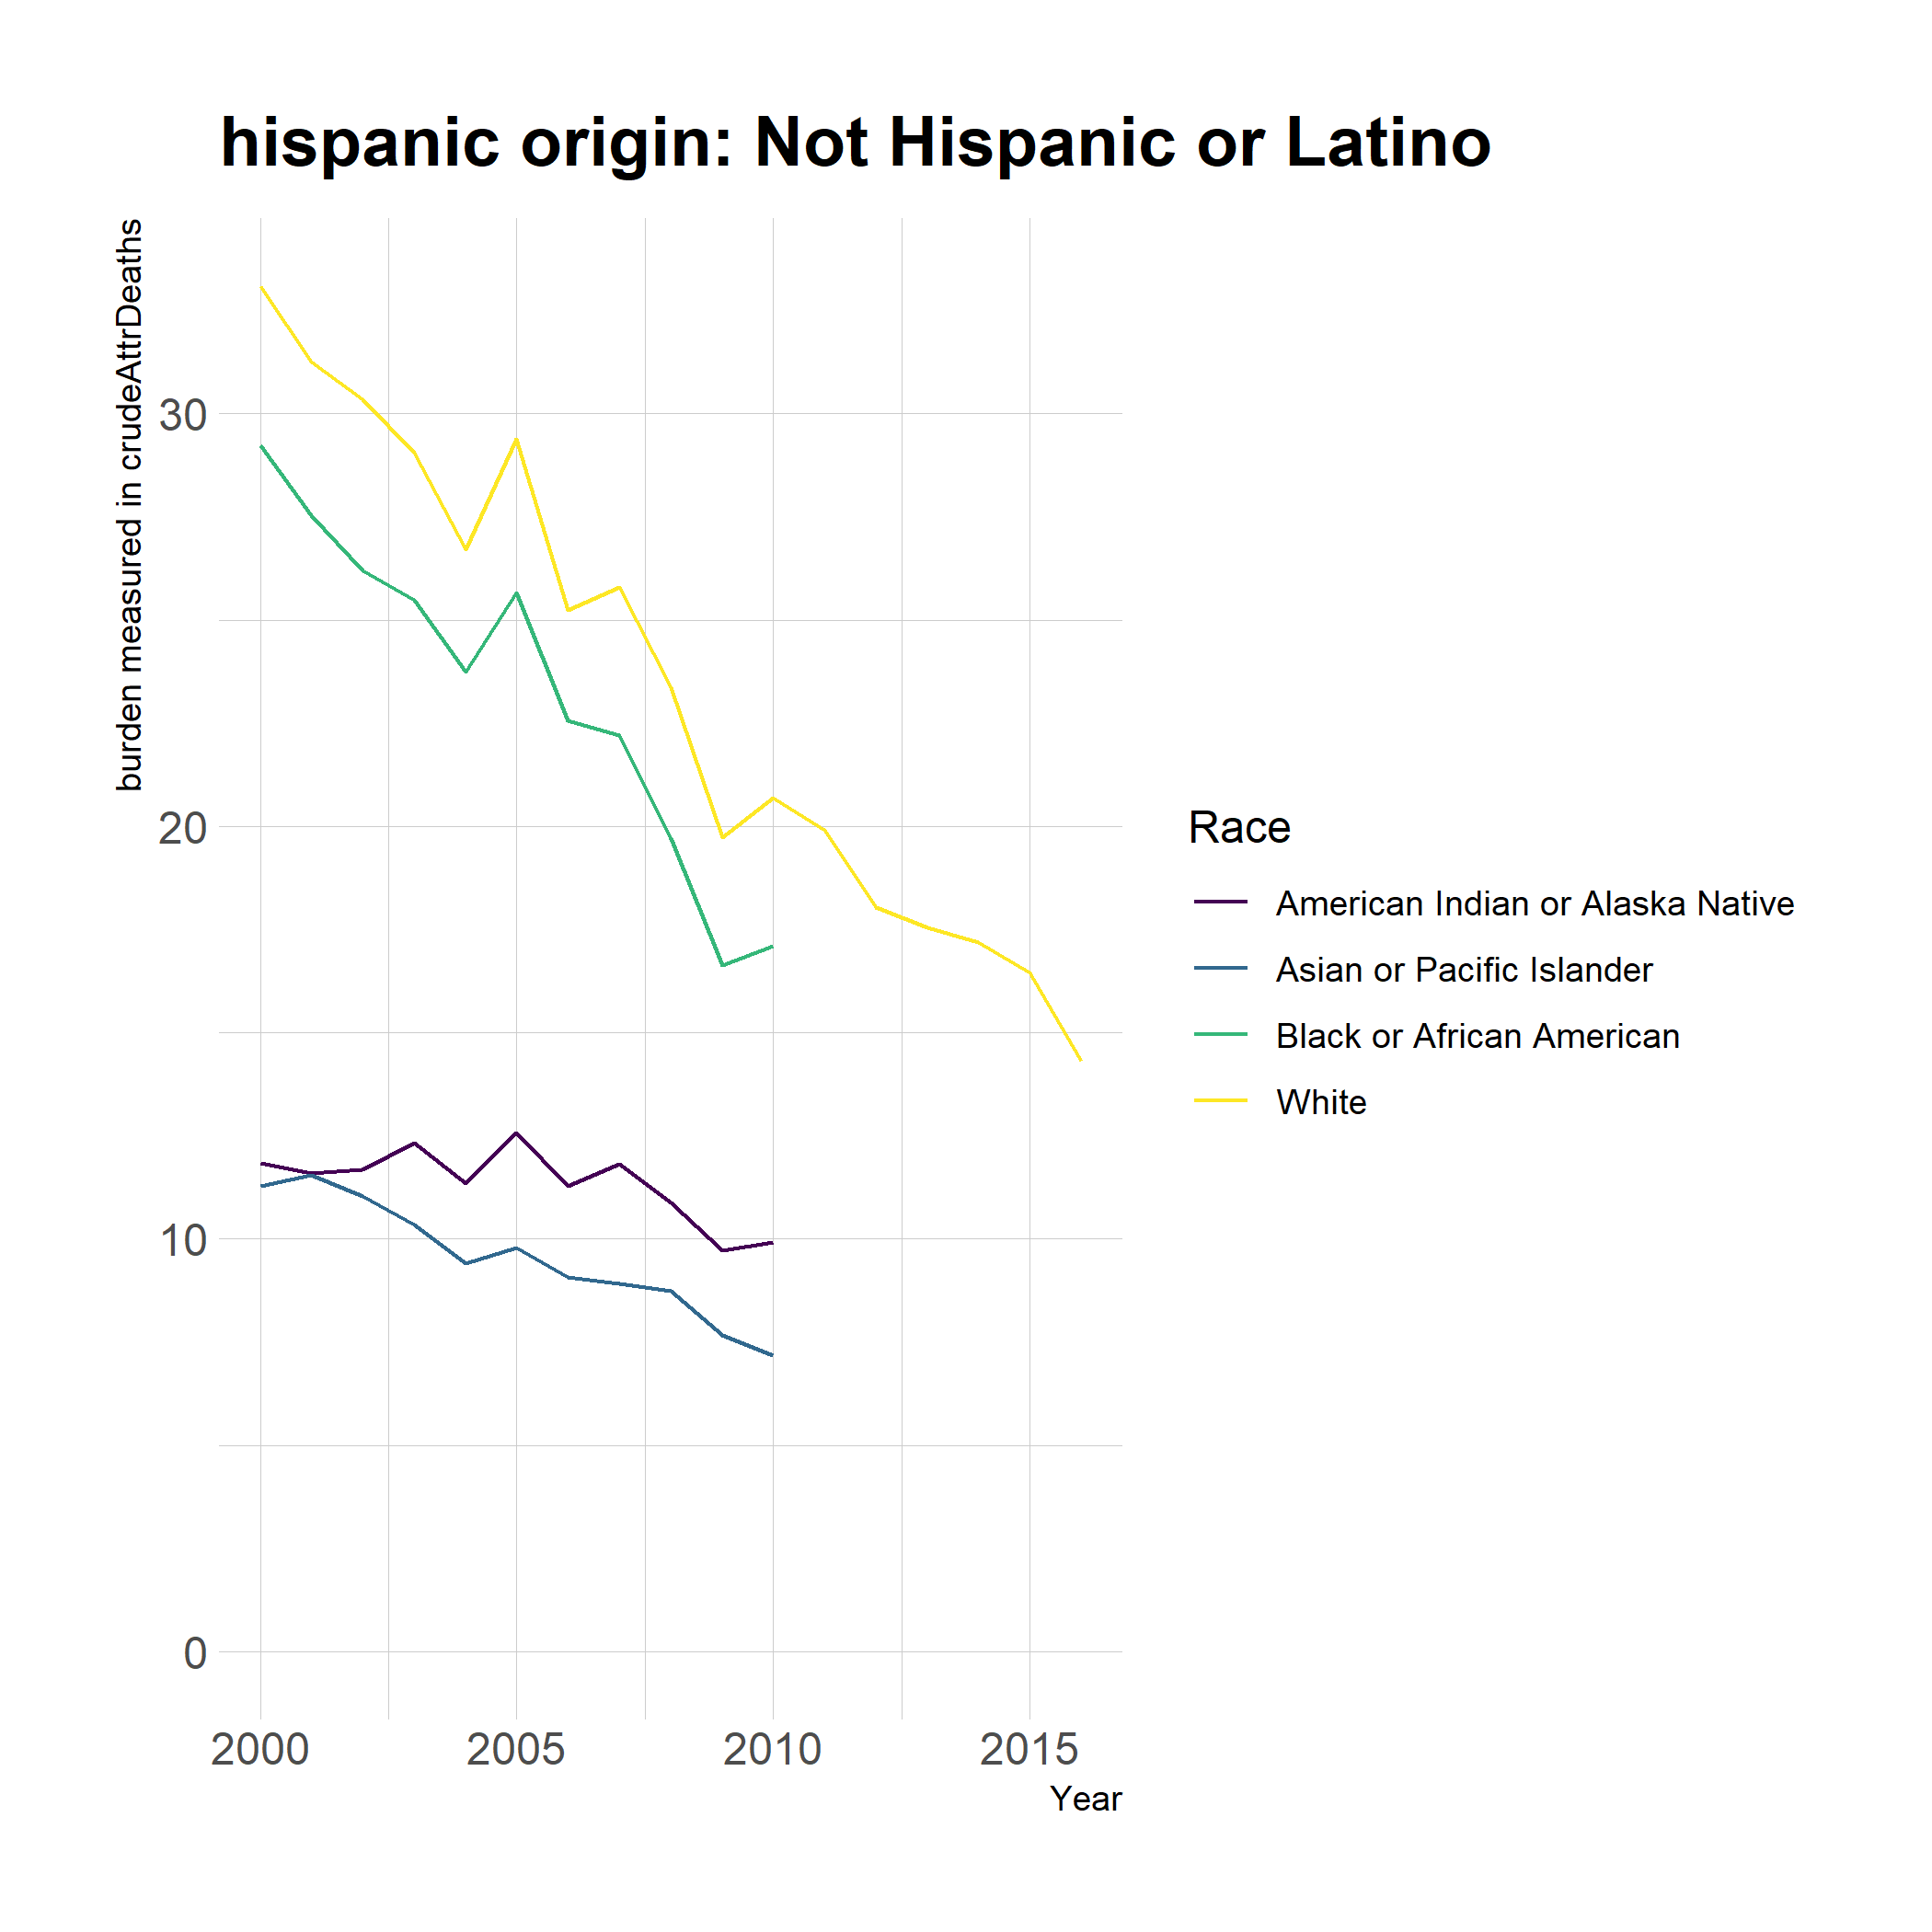 hispanic origin: Not Hispanic or Latino
burden measured in crudeAttrDeaths
30
20
10
0
2000 2005 2010 2015
Year
Race
American Indian or Alaska Native
Asian or Pacific Islander
Black or African American
White